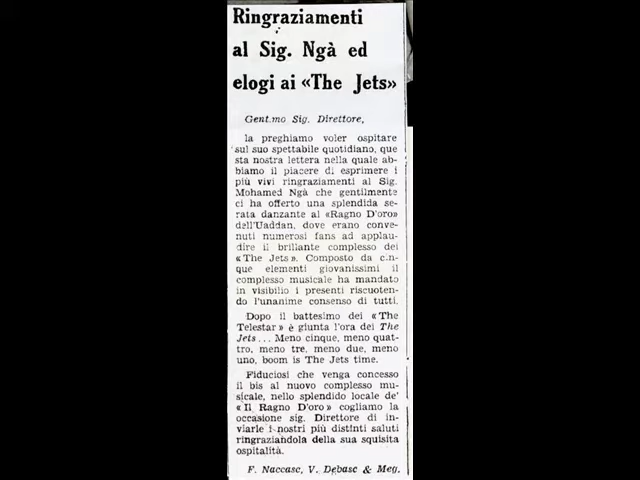 Ringraziamenti
al Sig. Ngà ed
elogi ai «The Jets»
Gent.mo Sig. Direttore,
la preghiamo voler ospitare
sul suo spettabile quotidiano, que
sta nostra lettera nella quale ab-
biamo il piacere di esprimere i
più vivi ringraziamenti al Sig.
Mohamed Ngà che gentilmente
ci ha offerto una splendida se-
rata danzante al «Ragno D'oro»
dell'Uaddan, dove erano conve-
nuti numerosi fans ad applau-
dire il brillante complesso dei
«The Jets». Composto da cin-
que elementi giovanissimi il
complesso musicale ha mandato
in visibilio i presenti riscuoten-
do l'unanime consenso di tutti.
Dopo il battesimo dei «The
Telestar» è giunta l'ora dei The
Jets... Meno cinque, meno quat-
tro, meno tre, meno due, meno
uno, boom is The Jets time.
Fiduciosi che venga concesso
il bis al nuovo complesso mu-
sicale, nello splendido locale de'
«Il Ragno D'oro» cogliamo la
occasione sig. Direttore di in-
viarle i nostri più distinti saluti
ringraziandola della sua squisita
ospitalità.
F. Naccasc, V. Debasc & Meg.